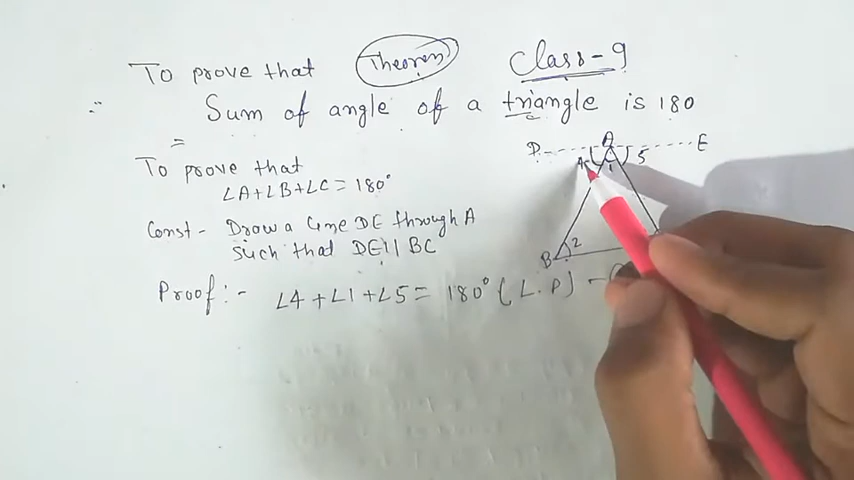 To prove that Theorem Class-9
∴ Sum of angle of a triangle is 180
=
To prove that
∠A+∠B+∠C = 180°
Const - Draw a line DE through A
such that DE || BC
Proof :- ∠4 + ∠1 + ∠5 = 180° ( L.P) -
D A E
4 1 5
B 2